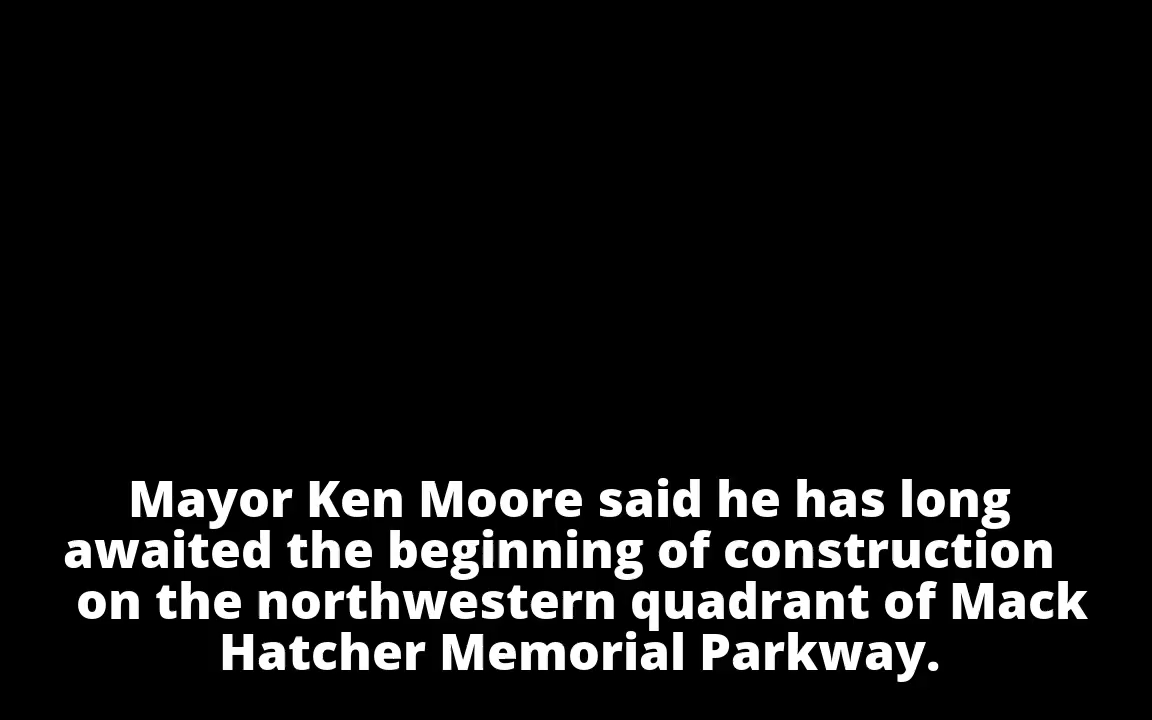 Mayor Ken Moore said he has long
awaited the beginning of construction
on the northwestern quadrant of Mack
Hatcher Memorial Parkway.